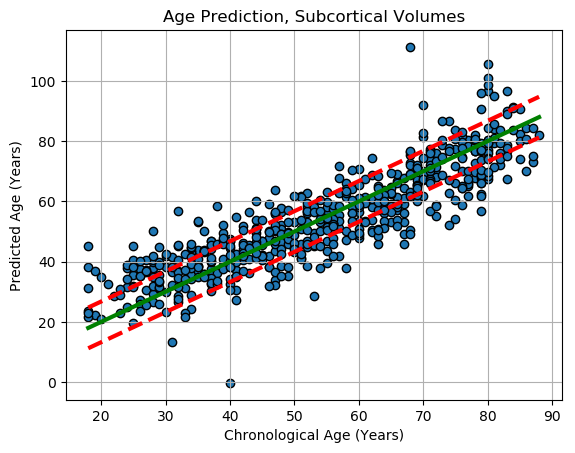 Age Prediction, Subcortical Volumes
Predicted Age (Years)
100
80
60
40
20
0
20 30 40 50 60 70 80 90
Chronological Age (Years)